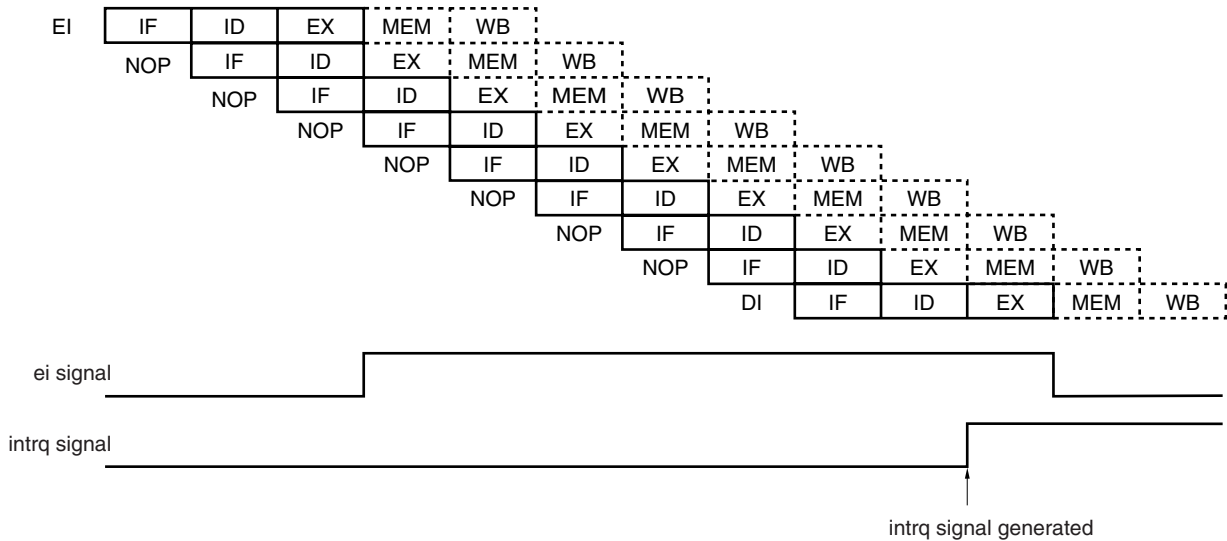 EI IF ID EX MEM WB
NOP IF ID EX MEM WB
NOP IF ID EX MEM WB
NOP IF ID EX MEM WB
NOP IF ID EX MEM WB
NOP IF ID EX MEM WB
NOP IF ID EX MEM WB
NOP IF ID EX MEM WB
DI IF ID EX MEM WB
ei signal
intrq signal
intrq signal generated